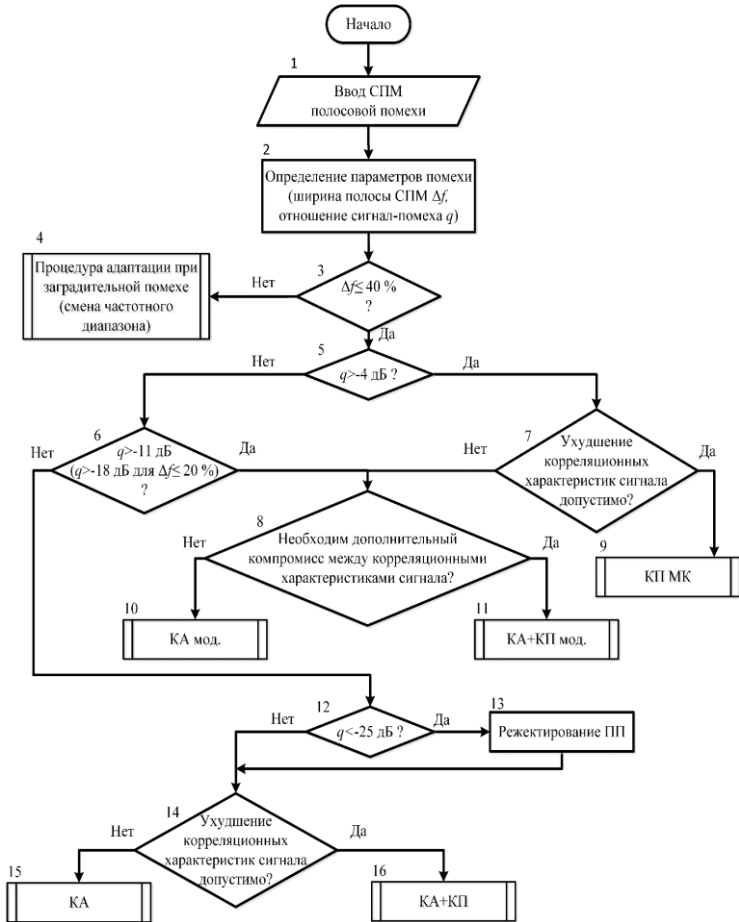 Начало
1
Ввод СПМ
полосовой помехи
2
Определение параметров помехи
(ширина полосы СПМ Δf,
отношение сигнал-помеха q)
4
Процедура адаптации при
заградительной помехе
(смена частотного
диапазона)
Нет
3
Δf≤ 40 %
?
Да
5
Нет
q>-4 дБ ?
Да
6
Нет
q>-11 дБ
(q>-18 дБ для Δf≤ 20 %)
?
Да
Нет
7
Ухудшение
корреляционных
характеристик сигнала
допустимо?
Да
8
Нет
Необходим дополнительный
компромисс между корреляционными
характеристиками сигнала?
Да
9
КП МК
10
КА мод.
11
КА+КП мод.
12
Нет
q<-25 дБ ?
Да
13
Режектирование ПП
14
Нет
Ухудшение
корреляционных
характеристик сигнала
допустимо?
Да
15
КА
16
КА+КП